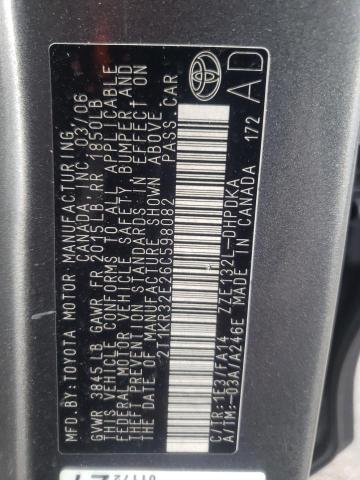 MFD.BY:TOYOTA MOTOR MANUFACTURING,
CANADA, INC. 03/06
GVWR 3845LB GAWR FR 2015LB,RR 1850LB
THIS VEHICLE CONFORMS TO ALL APPLICABLE
FEDERAL MOTOR VEHICLE SAFETY, BUMPER AND
THEFT PREVENTION STANDARDS IN EFFECT ON
THE DATE OF MANUFACTURE SHOWN ABOVE.
2T1KR32E26C598082 PASS.CAR
C/TR:1E3/FA14 ZZE132L-DHPDKA
A/TM:-03A/A246E MADE IN CANADA 172
AD
TOYOTA